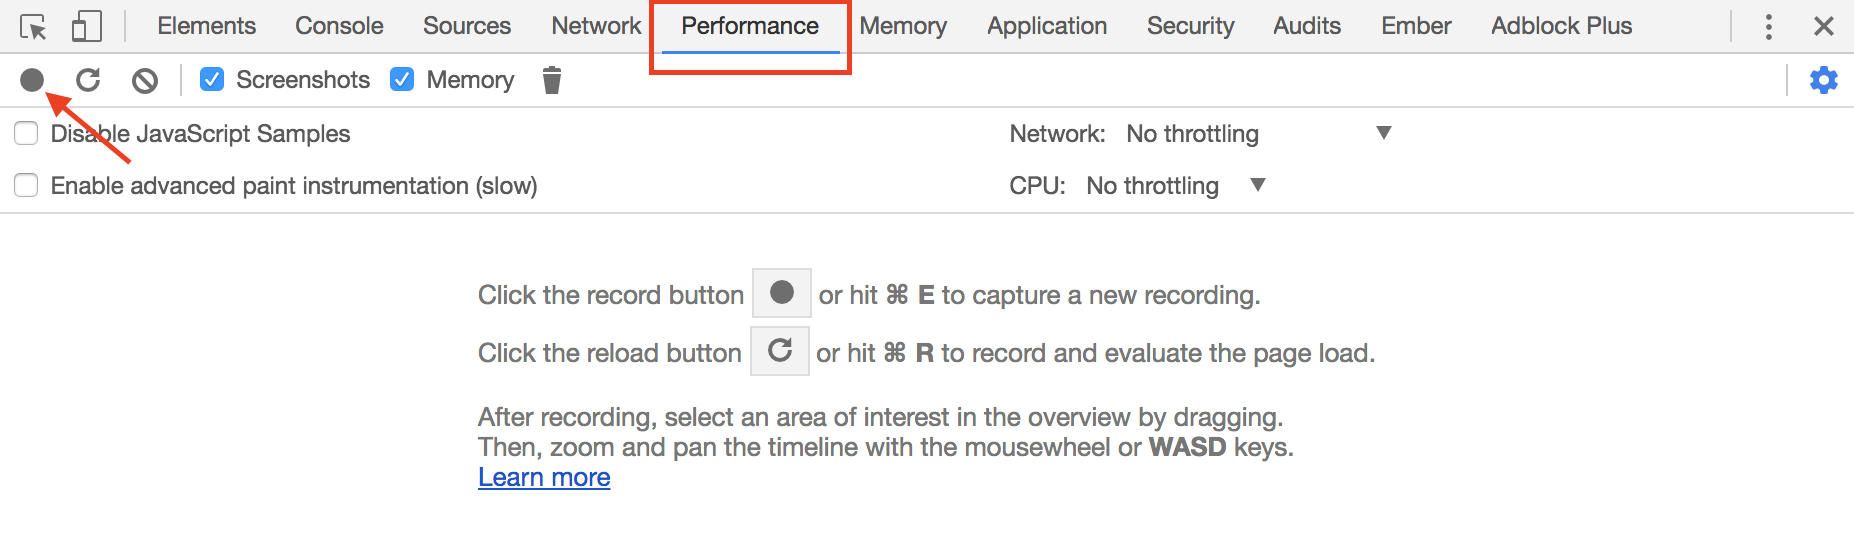 Elements Console Sources Network Performance Memory Application Security Audits Ember Adblock Plus
Screenshots Memory
Disable JavaScript Samples Network: No throttling
Enable advanced paint instrumentation (slow) CPU: No throttling
Click the record button or hit ⌘ E to capture a new recording.
Click the reload button or hit ⌘ R to record and evaluate the page load.
After recording, select an area of interest in the overview by dragging.
Then, zoom and pan the timeline with the mousewheel or WASD keys.
Learn more